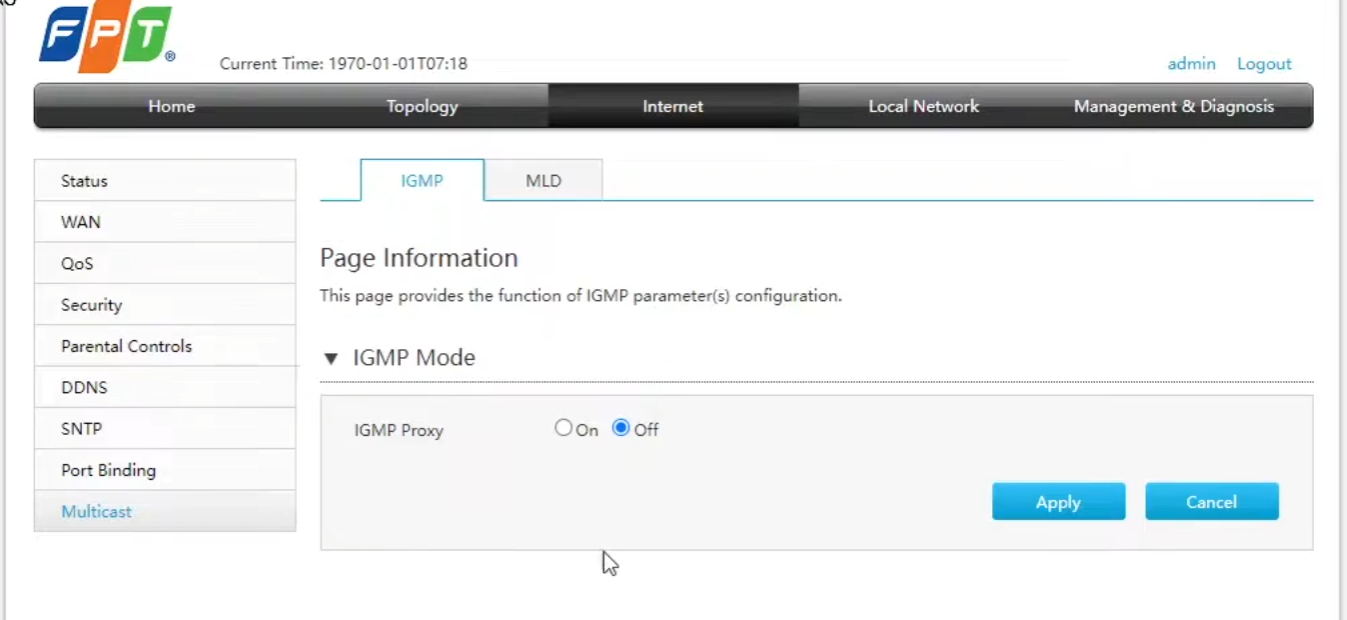 FPT®
Current Time: 1970-01-01T07:18
admin Logout
Home Topology Internet Local Network Management & Diagnosis
Status
WAN
QoS
Security
Parental Controls
DDNS
SNTP
Port Binding
Multicast
IGMP MLD
Page Information
This page provides the function of IGMP parameter(s) configuration.
▼ IGMP Mode
IGMP Proxy On Off
Apply Cancel